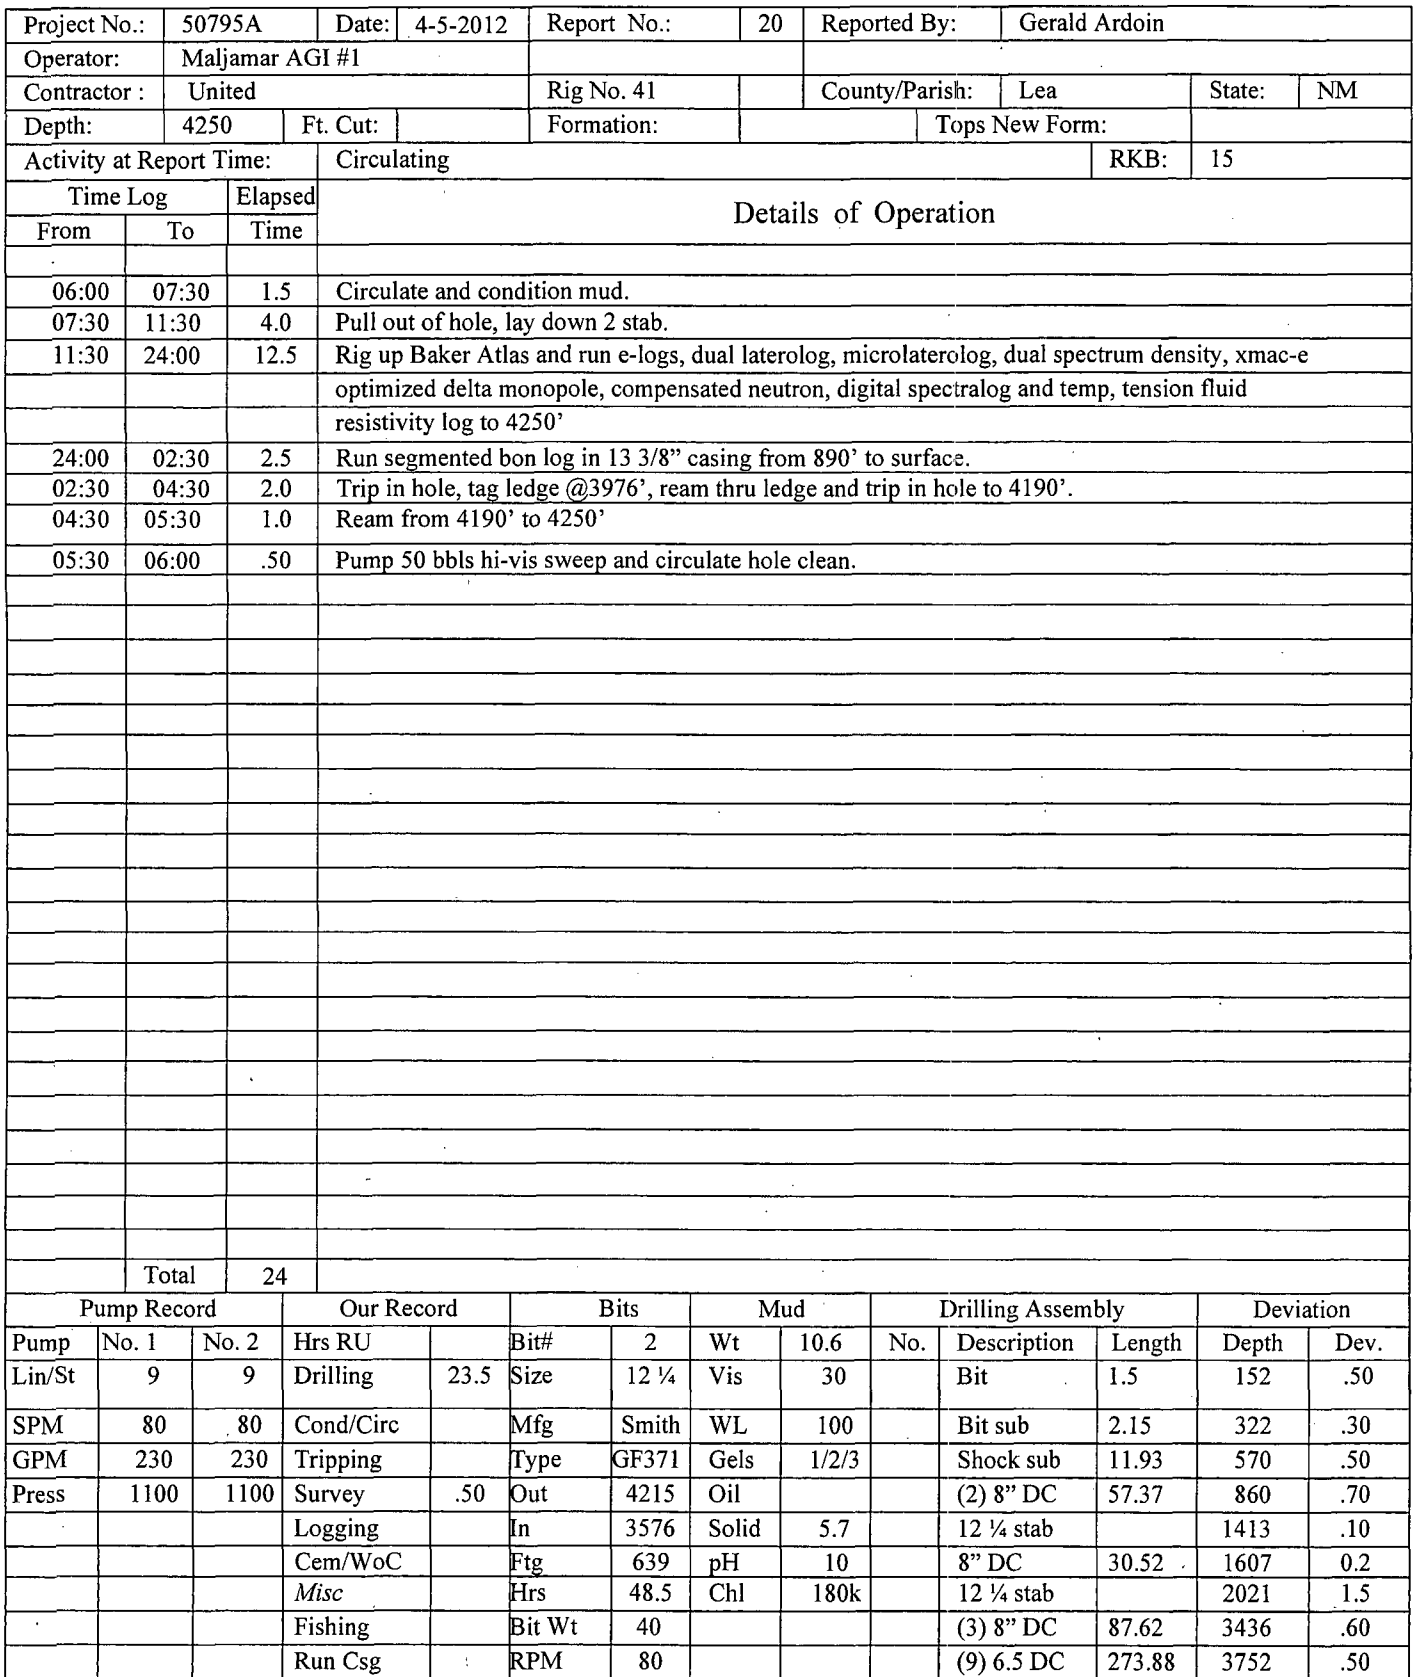 Project No.: 50795A Date: 4-5-2012 Report No.: 20 Reported By: Gerald Ardoin
Operator: Maljamar AGI #1
Contractor : United Rig No. 41 County/Parish: Lea State: NM
Depth: 4250 Ft. Cut: Formation: Tops New Form:
Activity at Report Time: Circulating RKB: 15
Time Log Elapsed Details of Operation
From To Time
06:00 07:30 1.5 Circulate and condition mud.
07:30 11:30 4.0 Pull out of hole, lay down 2 stab.
11:30 24:00 12.5 Rig up Baker Atlas and run e-logs, dual laterolog, microlaterolog, dual spectrum density, xmac-e
optimized delta monopole, compensated neutron, digital spectralog and temp, tension fluid
resistivity log to 4250’
24:00 02:30 2.5 Run segmented bon log in 13 3/8” casing from 890’ to surface.
02:30 04:30 2.0 Trip in hole, tag ledge @3976’, ream thru ledge and trip in hole to 4190’.
04:30 05:30 1.0 Ream from 4190’ to 4250’
05:30 06:00 .50 Pump 50 bbls hi-vis sweep and circulate hole clean.
Total 24
Pump Record Our Record Bits Mud Drilling Assembly Deviation
Pump No. 1 No. 2 Hrs RU Bit# 2 Wt 10.6 No. Description Length Depth Dev.
Lin/St 9 9 Drilling 23.5 Size 12 ¼ Vis 30 Bit 1.5 152 .50
SPM 80 80 Cond/Circ Mfg Smith WL 100 Bit sub 2.15 322 .30
GPM 230 230 Tripping Type GF371 Gels 1/2/3 Shock sub 11.93 570 .50
Press 1100 1100 Survey .50 Out 4215 Oil (2) 8” DC 57.37 860 .70
Logging In 3576 Solid 5.7 12 ¼ stab 1413 .10
Cem/WoC Ftg 639 pH 10 8” DC 30.52 1607 0.2
Misc Hrs 48.5 Chl 180k 12 ¼ stab 2021 1.5
Fishing Bit Wt 40 (3) 8” DC 87.62 3436 .60
Run Csg RPM 80 (9) 6.5 DC 273.88 3752 .50